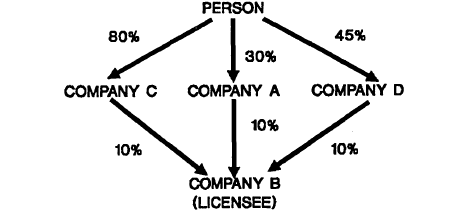 PERSON
80%
45%
30%
COMPANY C
COMPANY A
COMPANY D
10%
10%
10%
COMPANY B
(LICENSEE)